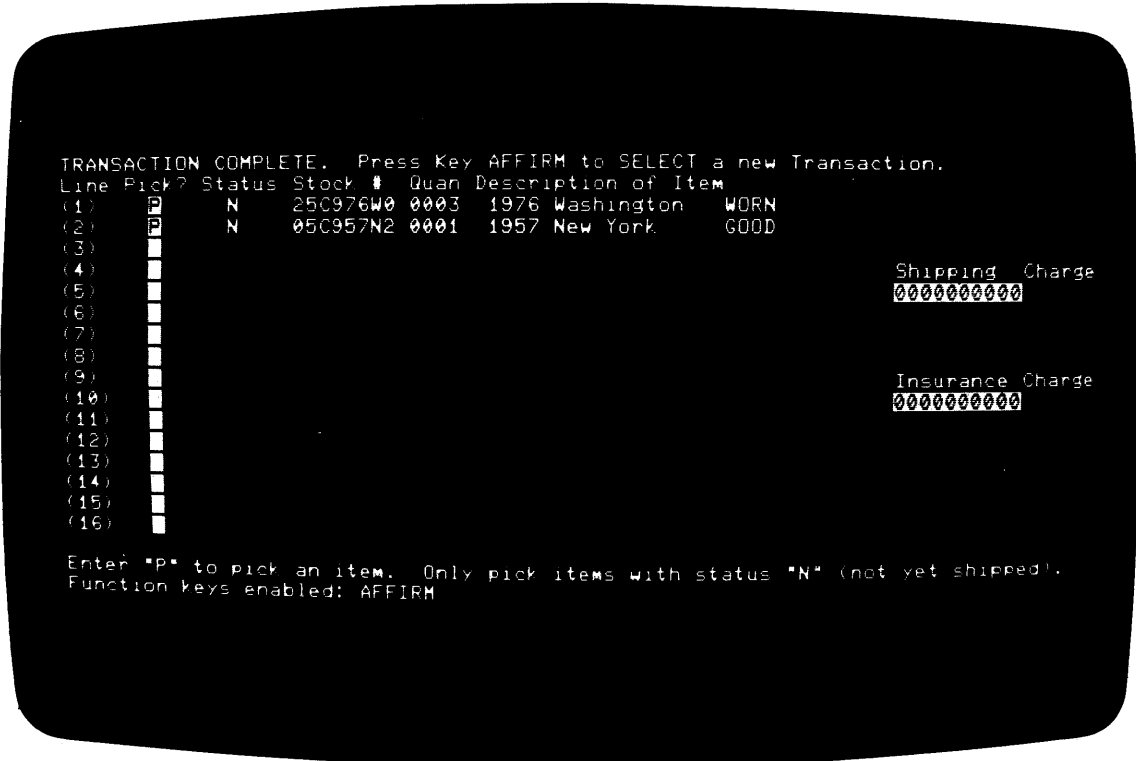 TRANSACTION COMPLETE. Press Key AFFIRM to SELECT a new Transaction.
Line Pick? Status Stock # Quan Description of Item
(1) P N 25C976W0 0003 1976 Washington WORN
(2) P N 05C957N2 0001 1957 New York GOOD
(3)
(4) Shipping Charge
(5) 0000000000
(6)
(7)
(8)
(9) Insurance Charge
(10) 0000000000
(11)
(12)
(13)
(14)
(15)
(16)
Enter "P" to pick an item. Only pick items with status "N" (not yet shipped).
Function keys enabled: AFFIRM